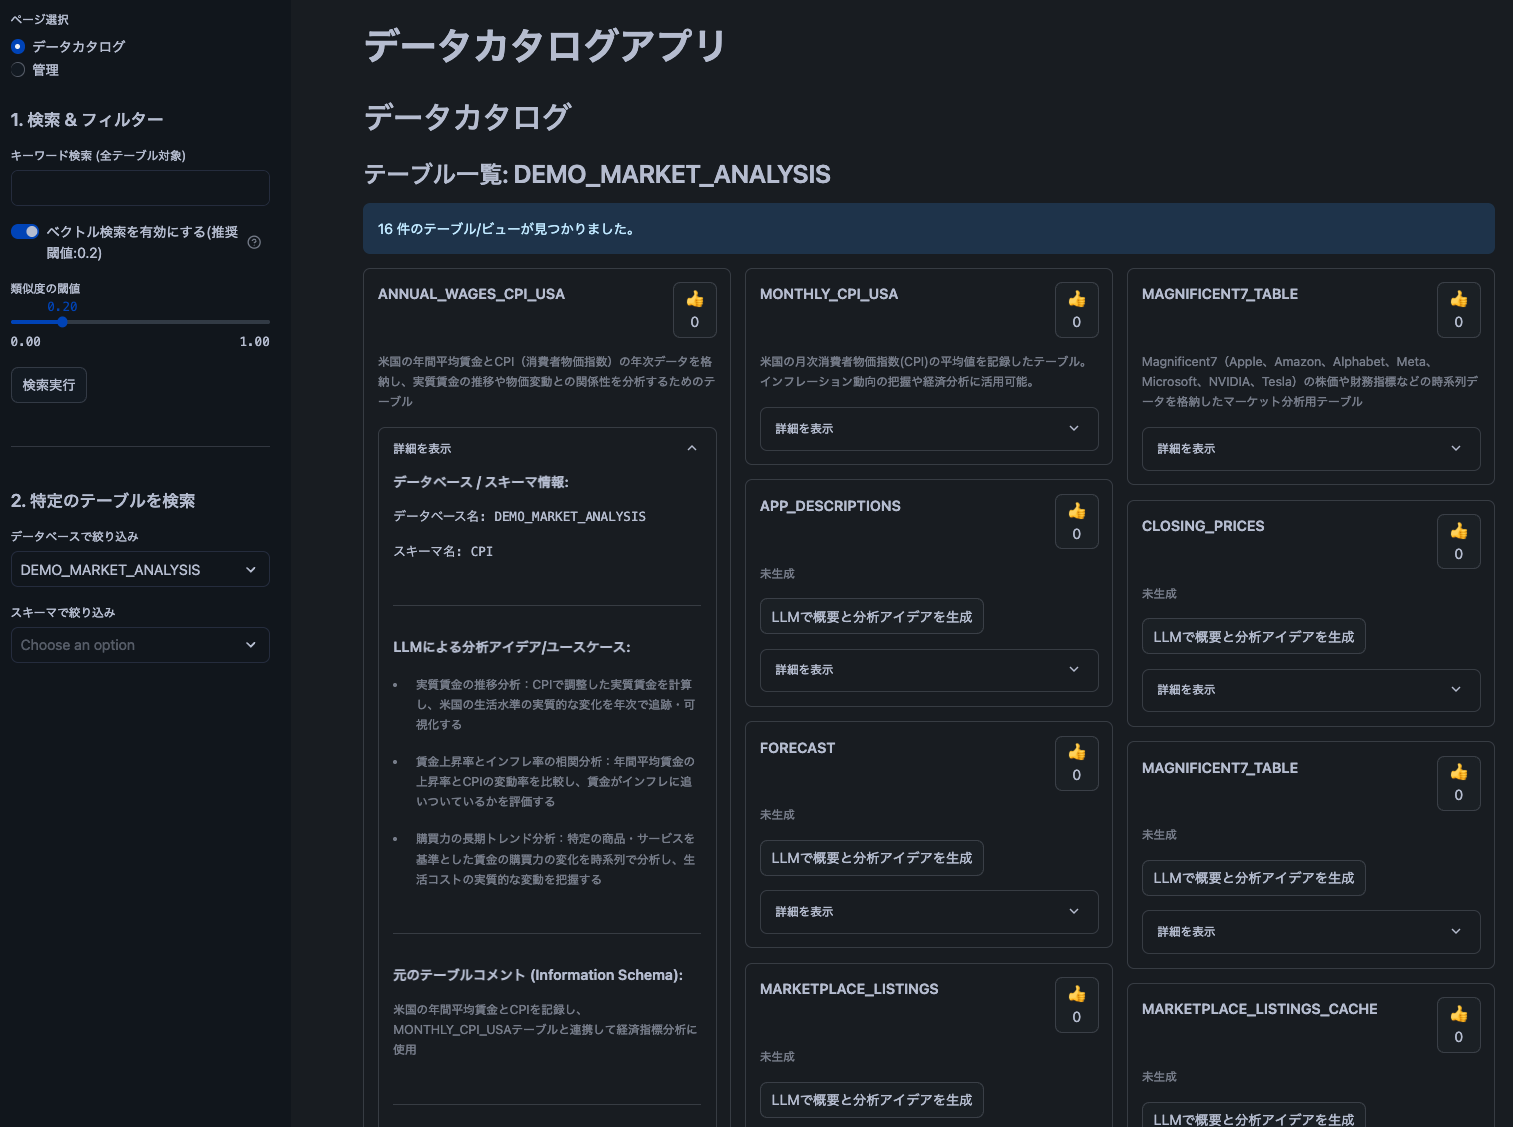 ページ選択
データカタログ
管理
1. 検索 & フィルター
キーワード検索 (全テーブル対象)
ベクトル検索を有効にする(推奨
閾値:0.2)
類似度の閾値
0.20
0.00
1.00
検索実行
2. 特定のテーブルを検索
データベースで絞り込み
DEMO_MARKET_ANALYSIS
スキーマで絞り込み
Choose an option
データカタログアプリ
データカタログ
テーブル一覧: DEMO_MARKET_ANALYSIS
16 件のテーブル/ビューが見つかりました。
ANNUAL_WAGES_CPI_USA
👍
0
米国の年間平均賃金とCPI（消費者物価指数）の年次データを格
納し、実質賃金の推移や物価変動との関係性を分析するためのテ
ーブル
詳細を表示
データベース / スキーマ情報:
データベース名: DEMO_MARKET_ANALYSIS
スキーマ名: CPI
LLMによる分析アイデア/ユースケース:
• 実質賃金の推移分析：CPIで調整した実質賃金を計算
し、米国の生活水準の実質的な変化を年次で追跡・可
視化する
• 賃金上昇率とインフレ率の相関分析：年間平均賃金の
上昇率とCPIの変動率を比較し、賃金がインフレに追
いついているかを評価する
• 購買力の長期トレンド分析：特定の商品・サービスを
基準とした賃金の購買力の変化を時系列で分析し、生
活コストの実質的な変動を把握する
元のテーブルコメント (Information Schema):
米国の年間平均賃金とCPIを記録し、
MONTHLY_CPI_USAテーブルと連携して経済指標分析に
使用
MONTHLY_CPI_USA
👍
0
米国の月次消費者物価指数(CPI)の平均値を記録したテーブル。
インフレーション動向の把握や経済分析に活用可能。
詳細を表示
APP_DESCRIPTIONS
👍
0
未生成
LLMで概要と分析アイデアを生成
詳細を表示
FORECAST
👍
0
未生成
LLMで概要と分析アイデアを生成
詳細を表示
MARKETPLACE_LISTINGS
👍
0
未生成
LLMで概要と分析アイデアを生成
MAGNIFICENT7_TABLE
👍
0
Magnificent7（Apple、Amazon、Alphabet、Meta、
Microsoft、NVIDIA、Tesla）の株価や財務指標などの時系列デ
ータを格納したマーケット分析用テーブル
詳細を表示
CLOSING_PRICES
👍
0
未生成
LLMで概要と分析アイデアを生成
詳細を表示
MAGNIFICENT7_TABLE
👍
0
未生成
LLMで概要と分析アイデアを生成
詳細を表示
MARKETPLACE_LISTINGS_CACHE
👍
0
未生成
LLMで概要と分析アイデアを生成